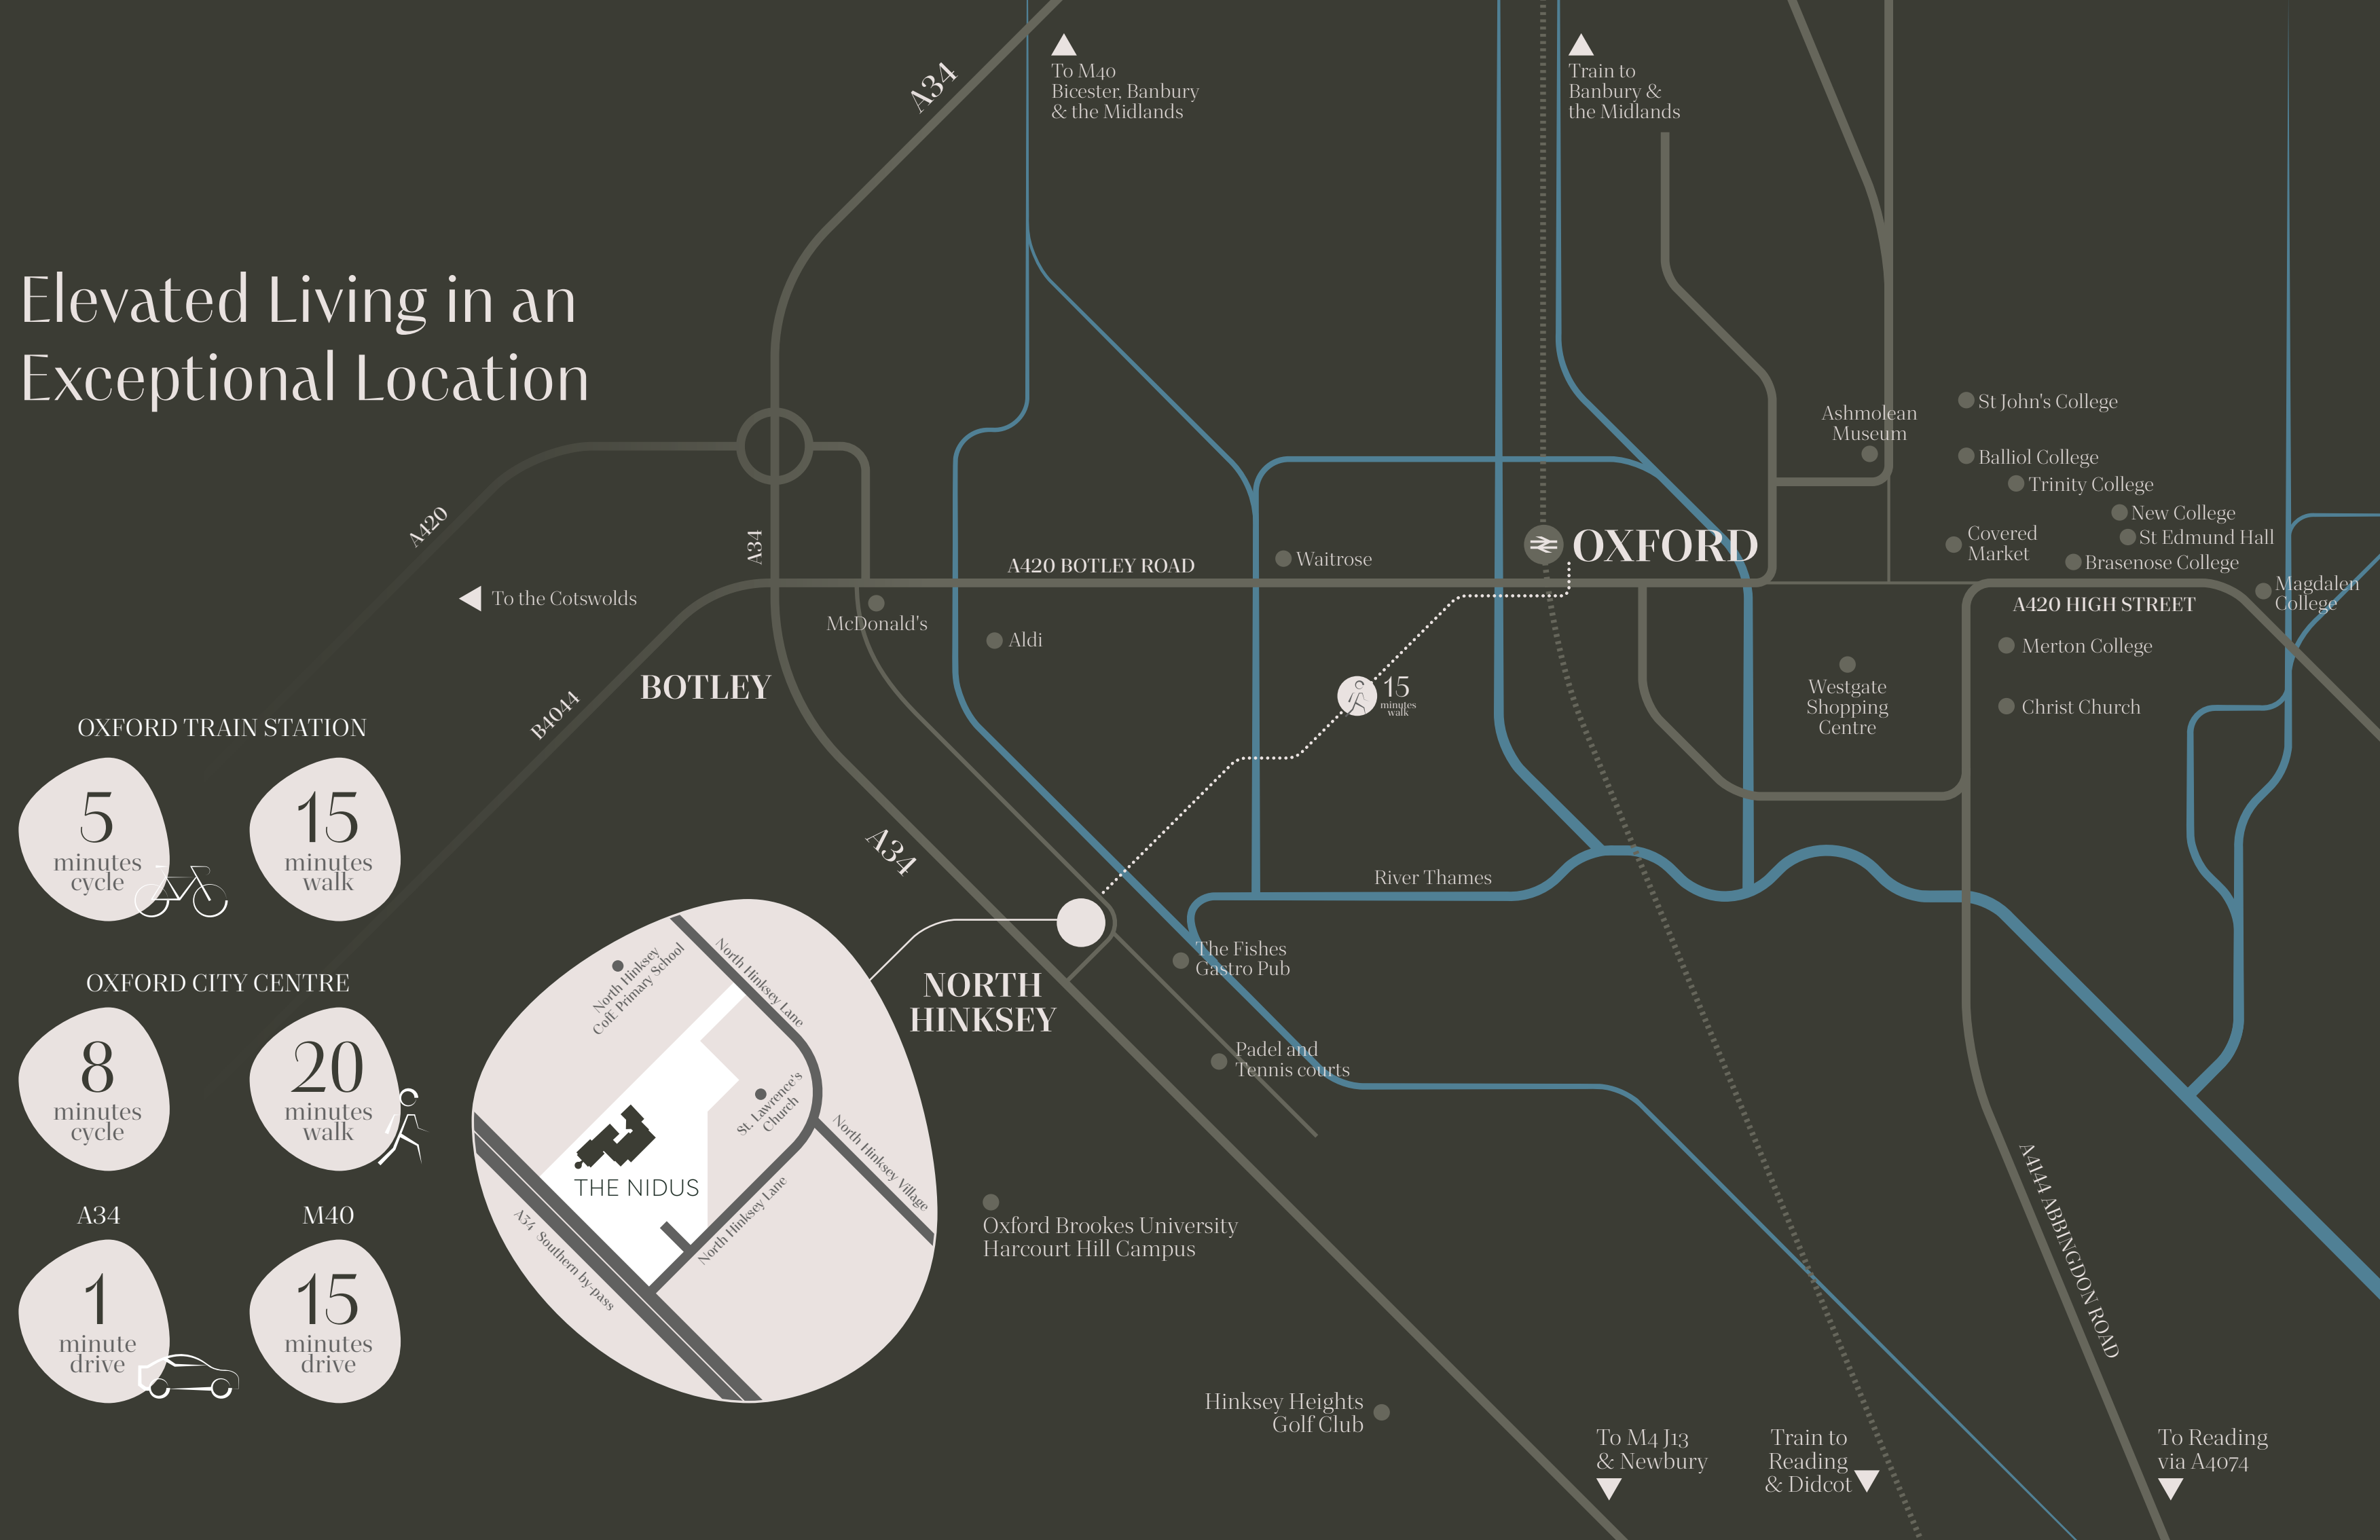 Elevated Living in an
Exceptional Location
A34
To M40
Bicester, Banbury
& the Midlands
Train to
Banbury &
the Midlands
A420
A34
To the Cotswolds
B4044
BOTLEY
McDonald's
Aldi
A420 BOTLEY ROAD
Waitrose
OXFORD
Ashmolean
Museum
St John's College
Balliol College
Trinity College
New College
St Edmund Hall
Covered
Market
Brasenose College
Magdalen
College
A420 HIGH STREET
Merton College
Christ Church
Westgate
Shopping
Centre
15
minutes
walk
A34
River Thames
NORTH
HINKSEY
The Fishes
Gastro Pub
Padel and
Tennis courts
Oxford Brookes University
Harcourt Hill Campus
Hinksey Heights
Golf Club
To M4 J13
& Newbury
Train to
Reading
& Didcot
A4144 ABBINGDON ROAD
To Reading
via A4074
OXFORD TRAIN STATION
5
minutes
cycle
15
minutes
walk
OXFORD CITY CENTRE
8
minutes
cycle
20
minutes
walk
A34
1
minute
drive
M40
15
minutes
drive
North Hinksey
CofE Primary School
North Hinksey Lane
St. Lawrence's
Church
North Hinksey Village
THE NIDUS
North Hinksey Lane
A34 Southern by-pass